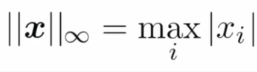 ||𝒙||∞ = max |xᵢ|
i